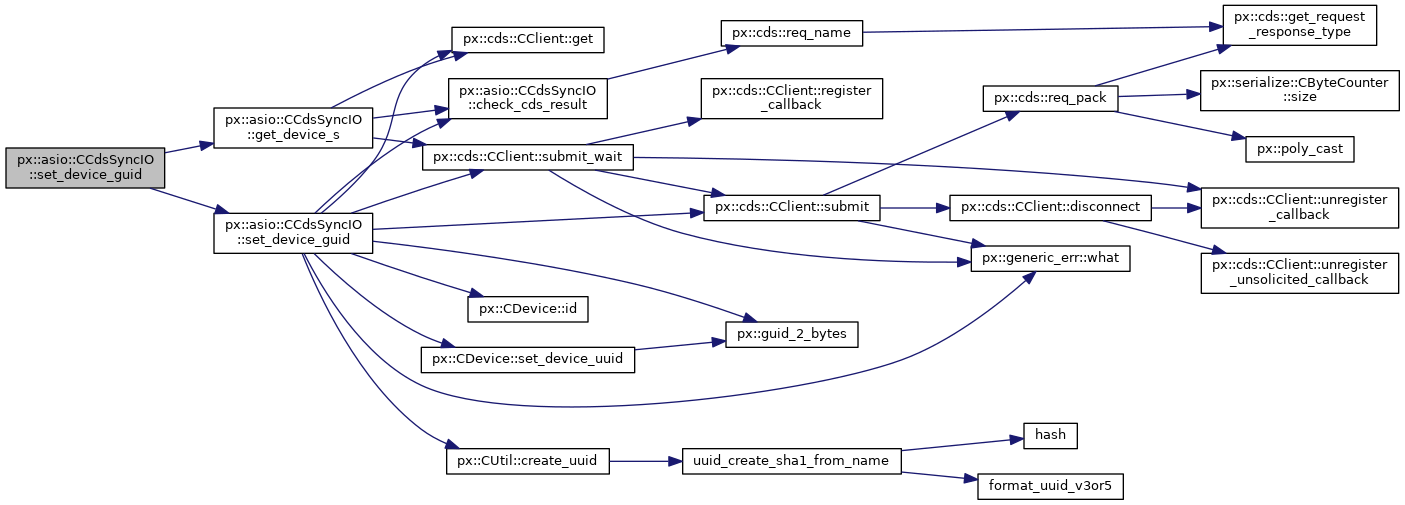 px::asio::CCdsSyncIO
::set_device_guid
px::asio::CCdsSyncIO
::get_device_s
px::asio::CCdsSyncIO
::set_device_guid
px::cds::CClient::get
px::asio::CCdsSyncIO
::check_cds_result
px::cds::CClient::submit_wait
px::CDevice::id
px::CDevice::set_device_uuid
px::CUtil::create_uuid
px::cds::req_name
px::cds::CClient::register
_callback
px::cds::CClient::submit
px::guid_2_bytes
uuid_create_sha1_from_name
px::cds::req_pack
px::cds::CClient::disconnect
px::generic_err::what
hash
format_uuid_v3or5
px::cds::get_request
_response_type
px::serialize::CByteCounter
::size
px::poly_cast
px::cds::CClient::unregister
_callback
px::cds::CClient::unregister
_unsolicited_callback